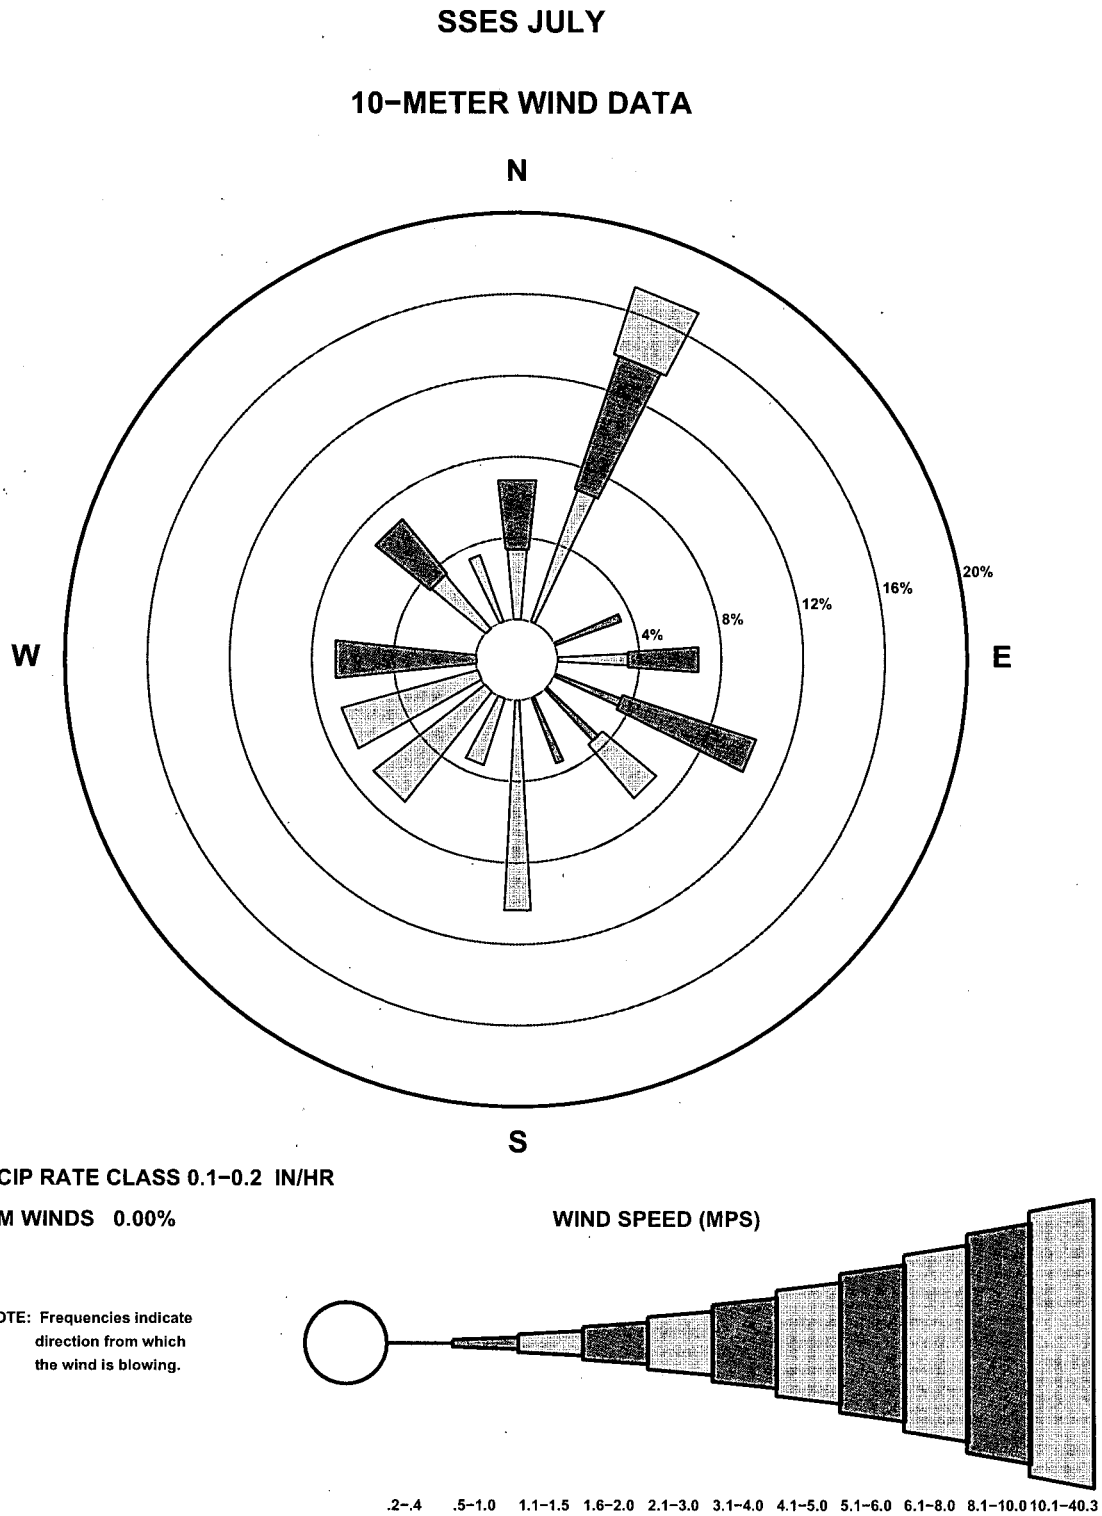 SSES JULY
10−METER WIND DATA
N
20%
16%
12%
8%
4%
W
E
S
CIP RATE CLASS 0.1−0.2 IN/HR
M WINDS 0.00%
WIND SPEED (MPS)
OTE: Frequencies indicate
direction from which
the wind is blowing.
.2−.4 .5−1.0 1.1−1.5 1.6−2.0 2.1−3.0 3.1−4.0 4.1−5.0 5.1−6.0 6.1−8.0 8.1−10.0 10.1−40.3